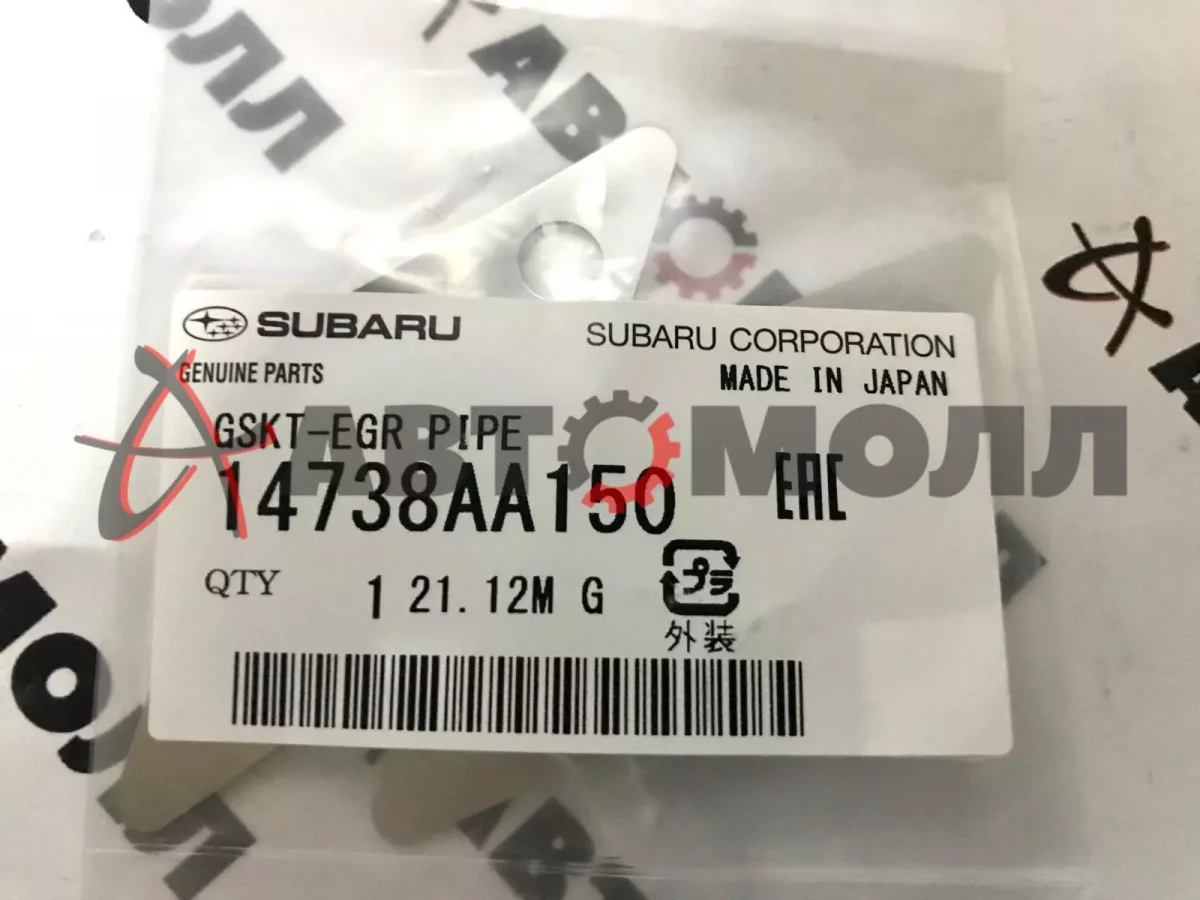 SUBARU
SUBARU CORPORATION
GENUINE PARTS
MADE IN JAPAN
GSKT-EGR PIPE
АВТОМОЛЛ
14738AA150
EAC
QTY 1 21.12M G
プラ
外装